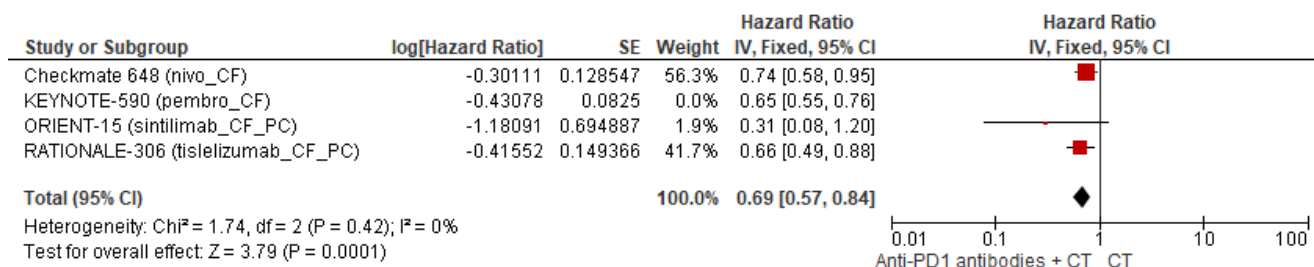 Hazard Ratio Hazard Ratio
Study or Subgroup log[Hazard Ratio] SE Weight IV, Fixed, 95% CI IV, Fixed, 95% CI
Checkmate 648 (nivo_CF) -0.30111 0.128547 56.3% 0.74 [0.58, 0.95]
KEYNOTE-590 (pembro_CF) -0.43078 0.0825 0.0% 0.65 [0.55, 0.76]
ORIENT-15 (sintilimab_CF_PC) -1.18091 0.694887 1.9% 0.31 [0.08, 1.20]
RATIONALE-306 (tislelizumab_CF_PC) -0.41552 0.149366 41.7% 0.66 [0.49, 0.88]
Total (95% CI) 100.0% 0.69 [0.57, 0.84]
Heterogeneity: Chi² = 1.74, df = 2 (P = 0.42); I² = 0%
Test for overall effect: Z = 3.79 (P = 0.0001)
0.01 0.1 1 10 100
Anti-PD1 antibodies + CT CT